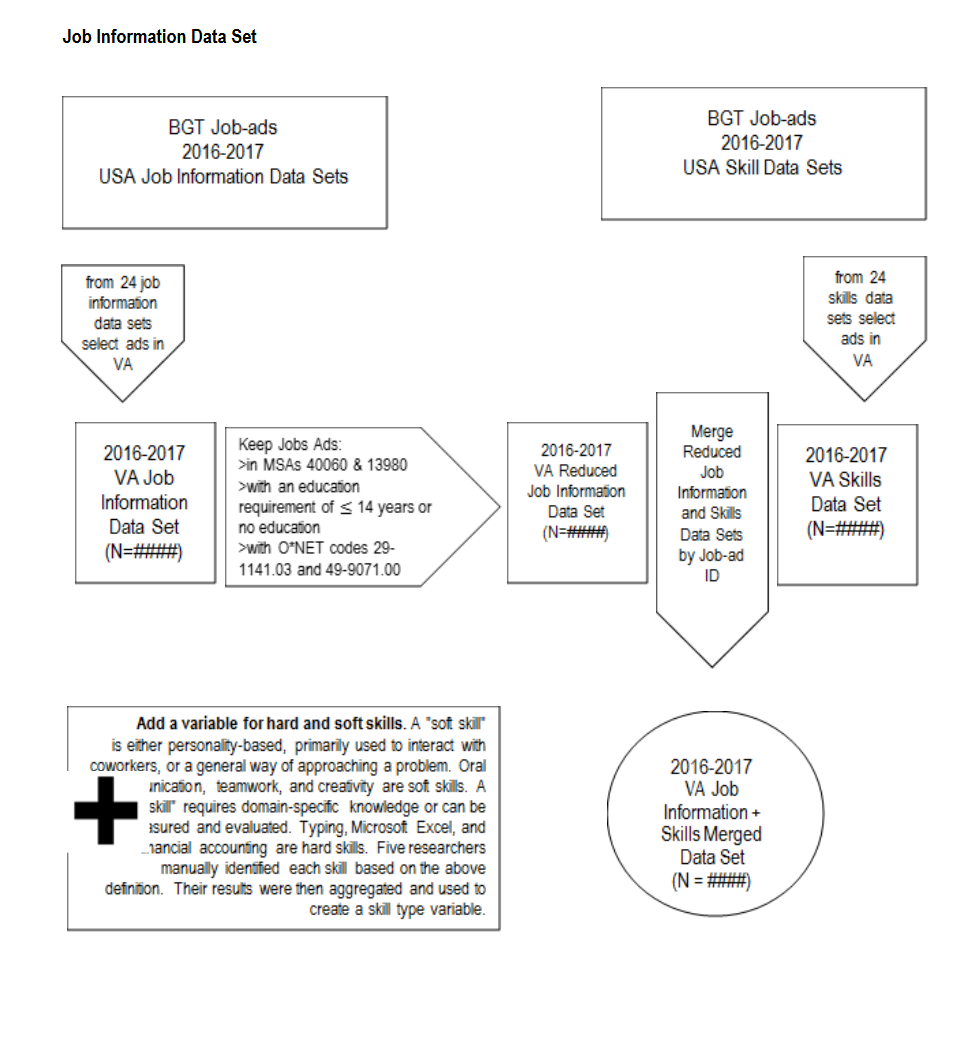 Job Information Data Set
BGT Job-ads
2016-2017
USA Job Information Data Sets
BGT Job-ads
2016-2017
USA Skill Data Sets
from 24 job
information
data sets
select ads in
VA
from 24
skills data
sets select
ads in
VA
2016-2017
VA Job
Information
Data Set
(N=####)
Keep Jobs Ads:
>in MSAs 40060 & 13980
>with an education
requirement of ≤ 14 years or
no education
>with O*NET codes 29-
1141.03 and 49-9071.00
2016-2017
VA Reduced
Job Information
Data Set
(N=####)
Merge
Reduced
Job
Information
and Skills
Data Sets
by Job-ad
ID
2016-2017
VA Skills
Data Set
(N=####)
Add a variable for hard and soft skills. A "soft skill"
is either personality-based, primarily used to interact with
coworkers, or a general way of approaching a problem. Oral
unication, teamwork, and creativity are soft skills. A
skill" requires domain-specific knowledge or can be
asured and evaluated. Typing, Microsoft Excel, and
nancial accounting are hard skills. Five researchers
manually identified each skill based on the above
definition. Their results were then aggregated and used to
create a skill type variable.
2016-2017
VA Job
Information +
Skills Merged
Data Set
(N = ####)